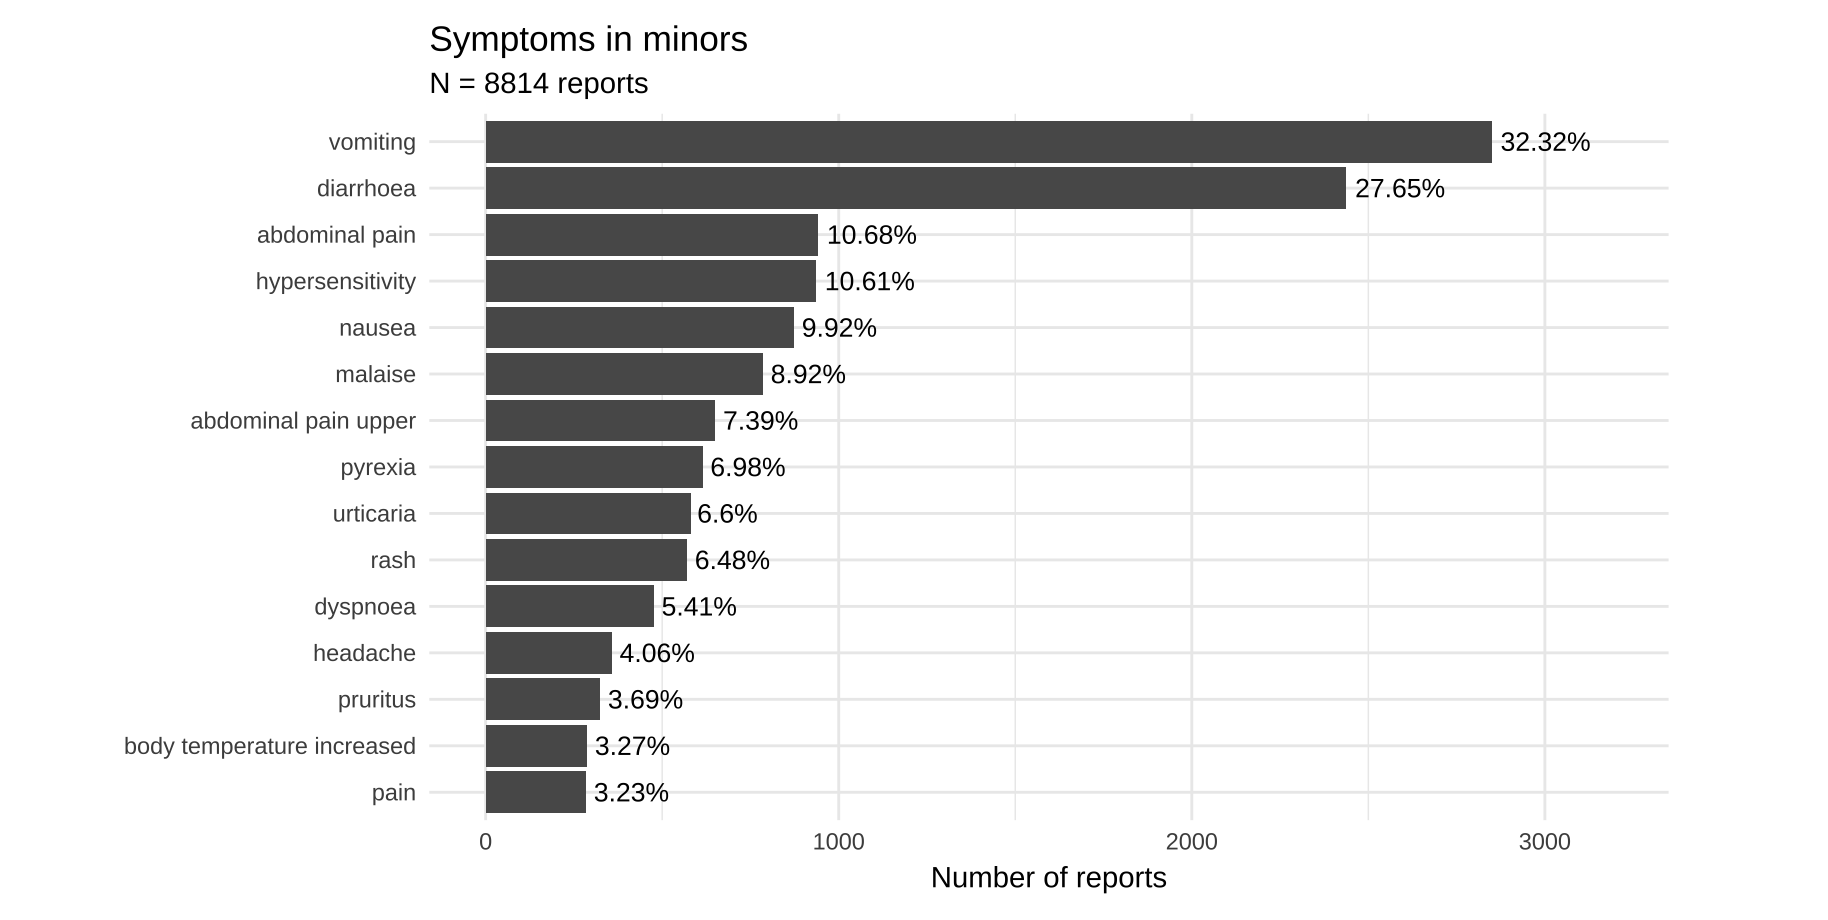 Symptoms in minors
N = 8814 reports
vomiting 32.32%
diarrhoea 27.65%
abdominal pain 10.68%
hypersensitivity 10.61%
nausea 9.92%
malaise 8.92%
abdominal pain upper 7.39%
pyrexia 6.98%
urticaria 6.6%
rash 6.48%
dyspnoea 5.41%
headache 4.06%
pruritus 3.69%
body temperature increased 3.27%
pain 3.23%
0 1000 2000 3000
Number of reports